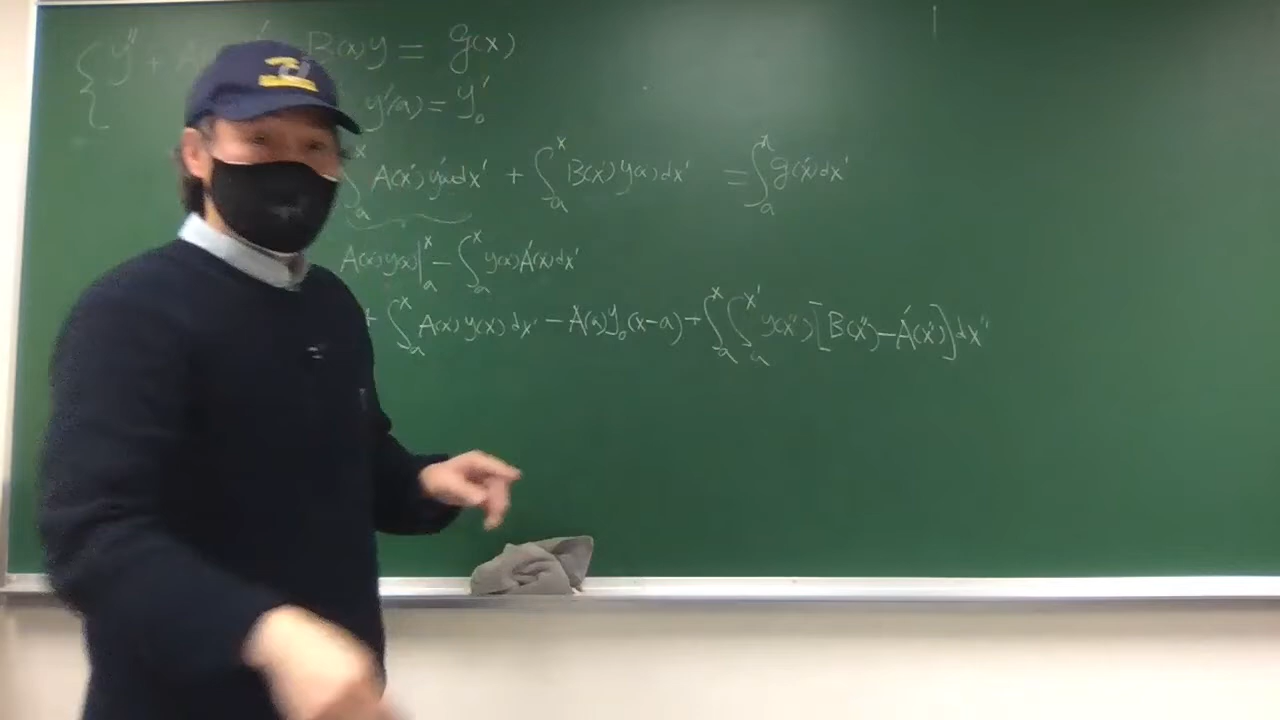 { y'' + A B(x)y = g(x)
y'(a) = y₀'
∫ₐˣ A(x')y'(x')dx' + ∫ₐˣ B(x')y(x')dx' = ∫ₐˣ g(x')dx'
A(x)y(x)|ₐˣ − ∫ₐˣ y(x')A'(x')dx'
+ ∫ₐˣ A(x')y(x')dx' − A(a)y₀(x−a) + ∫ₐˣ∫ₐˣ' y(x'')[B(x'')−A'(x'')]dx''